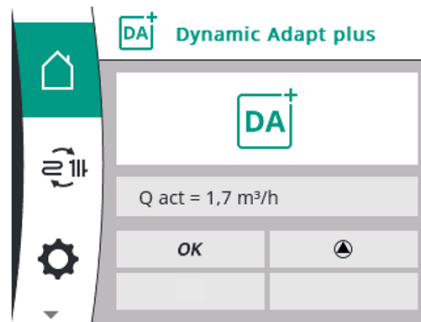 DA+ Dynamic Adapt plus
DA+
Q act = 1,7 m³/h
OK